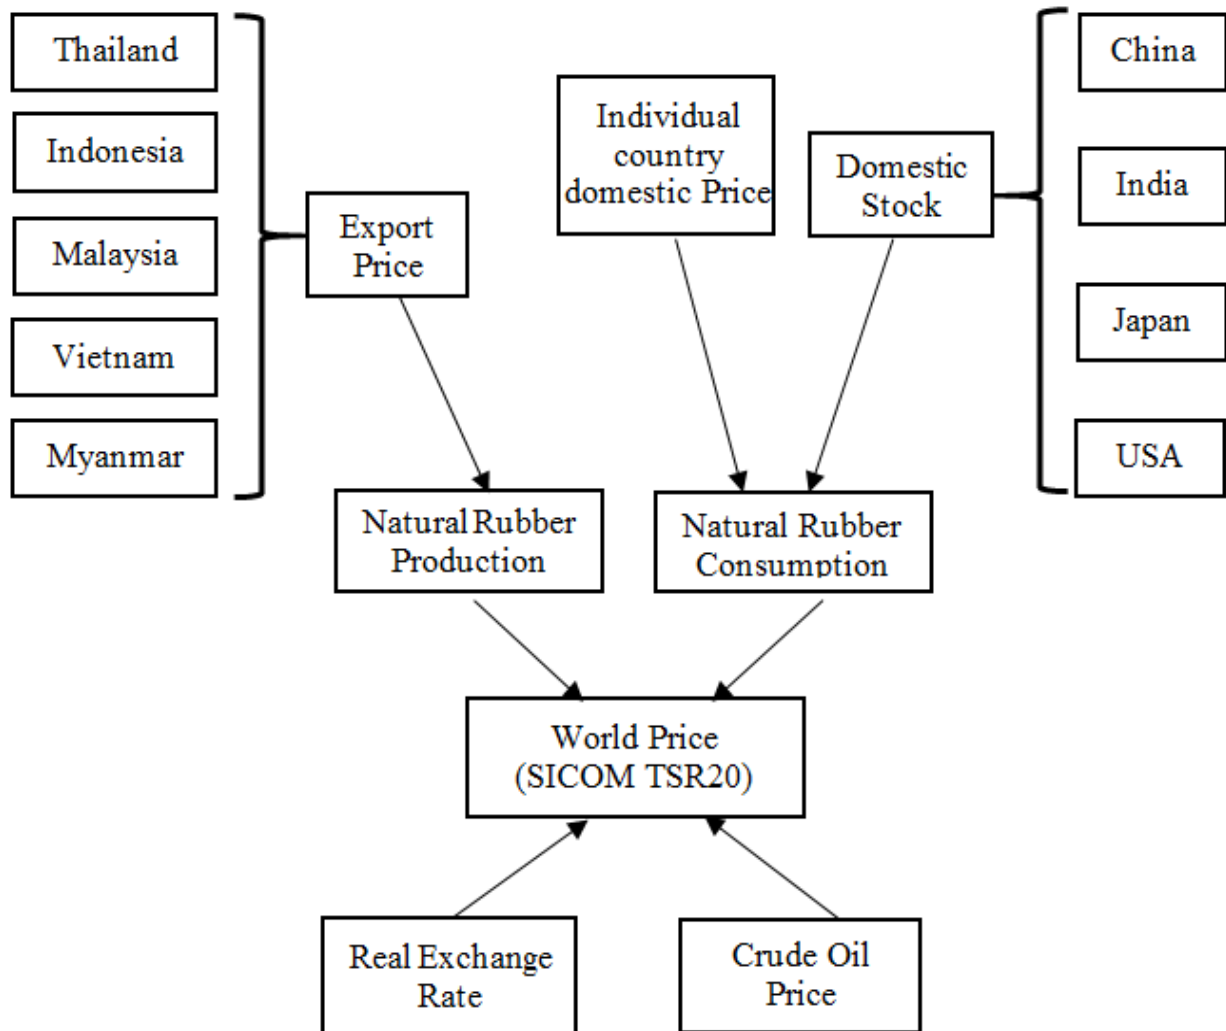 Thailand
Indonesia
Malaysia
Vietnam
Myanmar
Export
Price
Individual
country
domestic Price
Domestic
Stock
China
India
Japan
USA
Natural Rubber
Production
Natural Rubber
Consumption
World Price
(SICOM TSR20)
Real Exchange
Rate
Crude Oil
Price